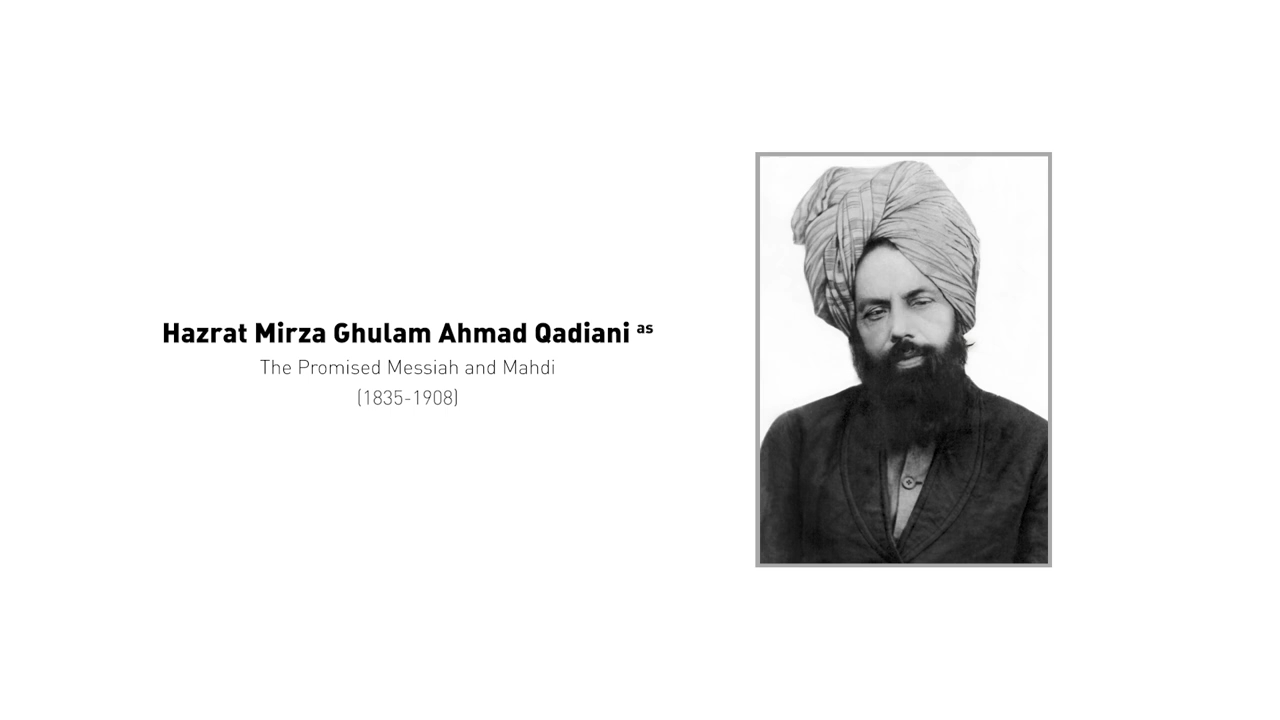 Hazrat Mirza Ghulam Ahmad Qadiani as
The Promised Messiah and Mahdi
(1835-1908)